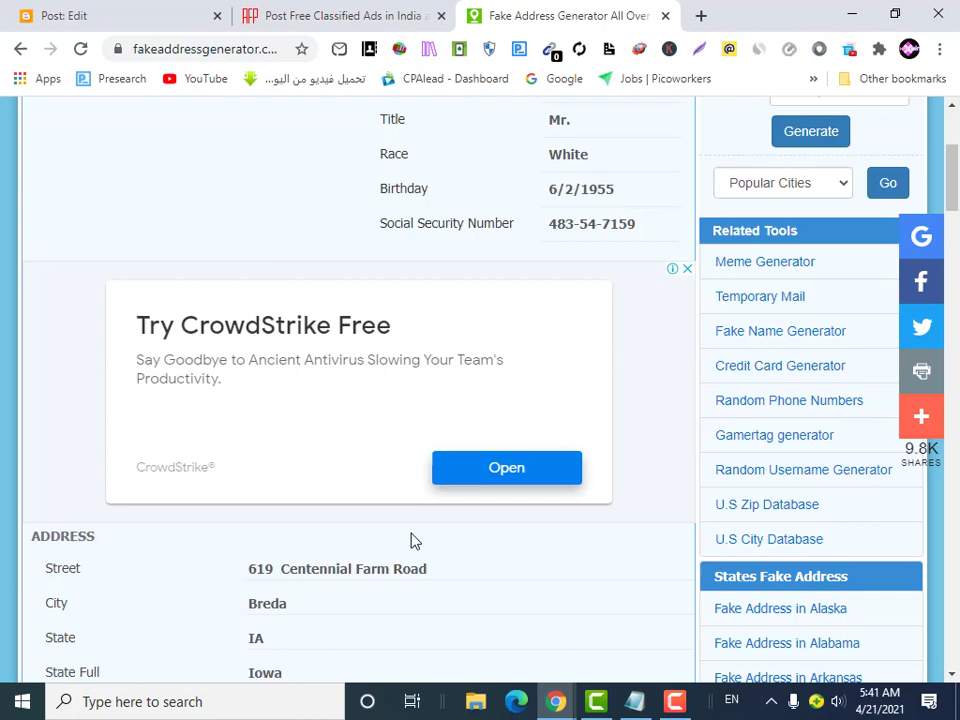 Post: Edit
Post Free Classified Ads in India a
Fake Address Generator All Over
fakeaddressgenerator.c...
Apps
Presearch
YouTube
تحميل فيديو من اليو...
CPAlead - Dashboard
Google
Jobs | Picoworkers
Other bookmarks
Title Mr.
Race White
Birthday 6/2/1955
Social Security Number 483-54-7159
Generate
Popular Cities
Go
Related Tools
Meme Generator
Temporary Mail
Fake Name Generator
Credit Card Generator
Random Phone Numbers
Gamertag generator
Random Username Generator
U.S Zip Database
U.S City Database
States Fake Address
Fake Address in Alaska
Fake Address in Alabama
Fake Address in Arkansas
9.8K
SHARES
Try CrowdStrike Free
Say Goodbye to Ancient Antivirus Slowing Your Team's
Productivity.
CrowdStrike®
Open
ADDRESS
Street 619 Centennial Farm Road
City Breda
State IA
State Full Iowa
Type here to search
EN
5:41 AM
4/21/2021